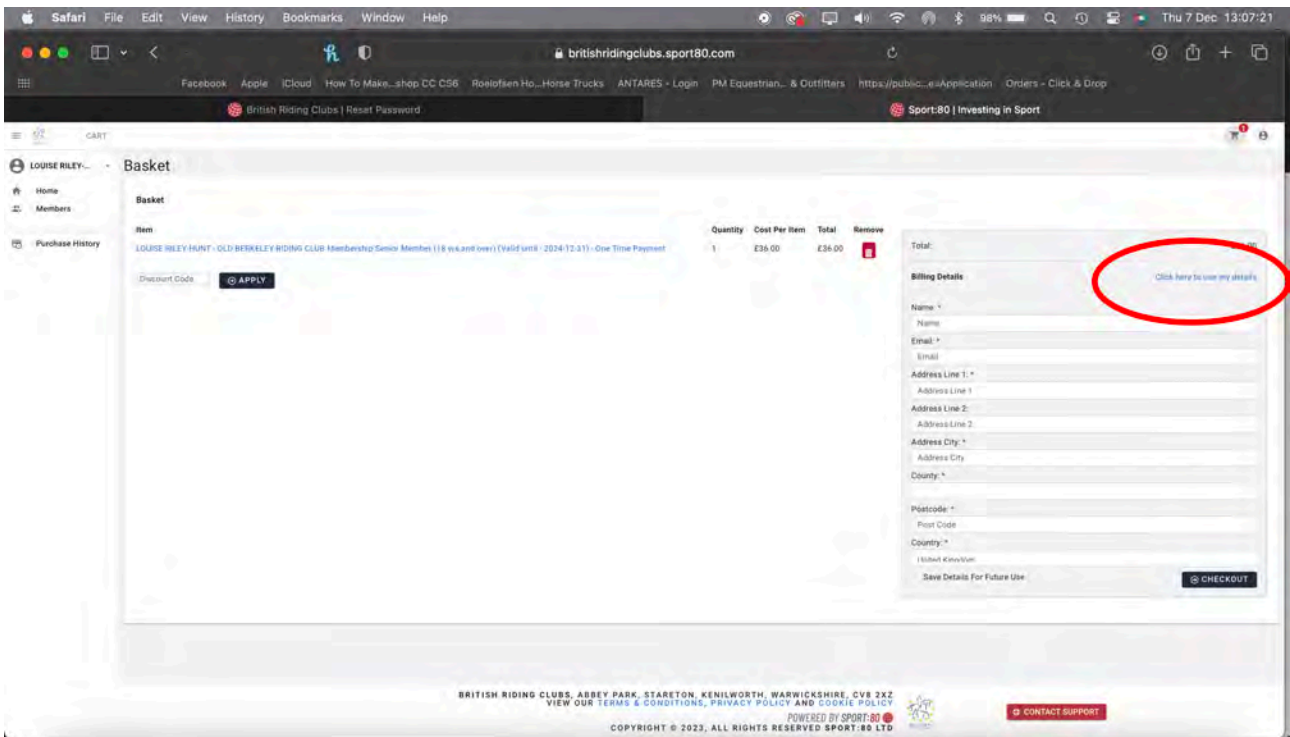 Safari File Edit View History Bookmarks Window Help 98% Thu 7 Dec 13:07:21
britishridingclubs.sport80.com
Facebook Apple iCloud How To Make...shop CC CS6 Roelofsen Ho...Horse Trucks ANTARES - Login PM Equestrian... & Outfitters https://public...esApplication Orders - Click & Drop
British Riding Clubs | Reset Password Sport:80 | Investing in Sport
CART 1
LOUISE RILEY-... Basket
Home
Members
Purchase History
Basket
Item Quantity Cost Per Item Total Remove
LOUISE RILEY-HUNT - OLD BERKELEY RIDING CLUB Membership Senior Member (18 yrs and over) (Valid until - 2024-12-31) - One Time Payment 1 £36.00 £36.00
Discount Code APPLY
Total:
Billing Details Click here to use my details
Name: *
Name
Email: *
Email
Address Line 1: *
Address Line 1
Address Line 2:
Address Line 2
Address City: *
Address City
County: *
Postcode: *
Post Code
Country: *
United Kingdom
Save Details For Future Use CHECKOUT
BRITISH RIDING CLUBS, ABBEY PARK, STARETON, KENILWORTH, WARWICKSHIRE, CV8 2XZ
VIEW OUR TERMS & CONDITIONS, PRIVACY POLICY AND COOKIE POLICY
POWERED BY SPORT:80
COPYRIGHT © 2023, ALL RIGHTS RESERVED SPORT:80 LTD
CONTACT SUPPORT